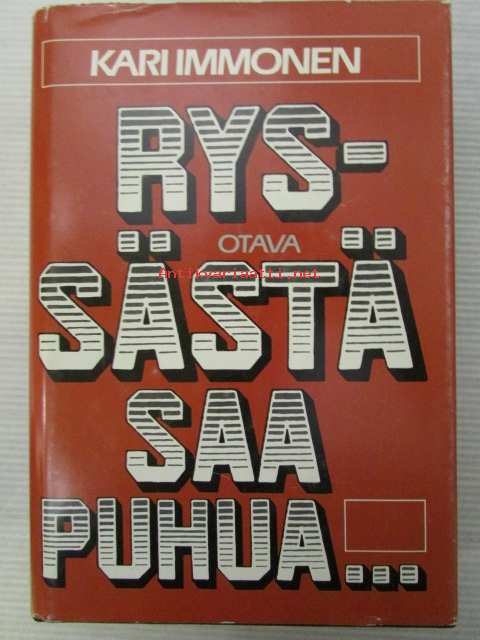 KARI IMMONEN
RYS-
OTAVA
Antikvariaatti.net
SÄSTÄ
SAA
PUHUA...